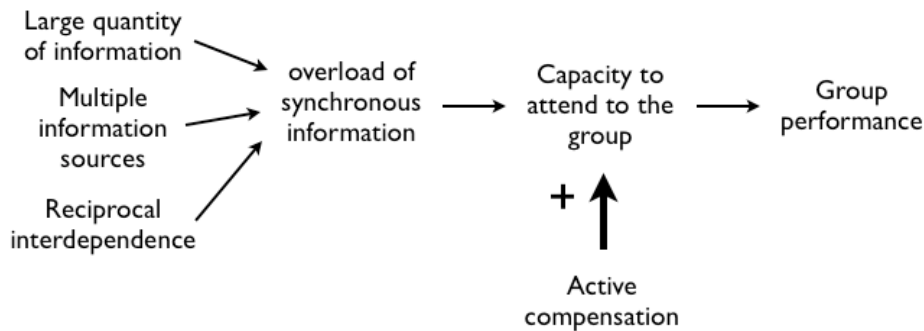 Large quantity
of information
Multiple
information
sources
Reciprocal
interdependence
overload of
synchronous
information
Capacity to
attend to the
group
Group
performance
+
Active
compensation